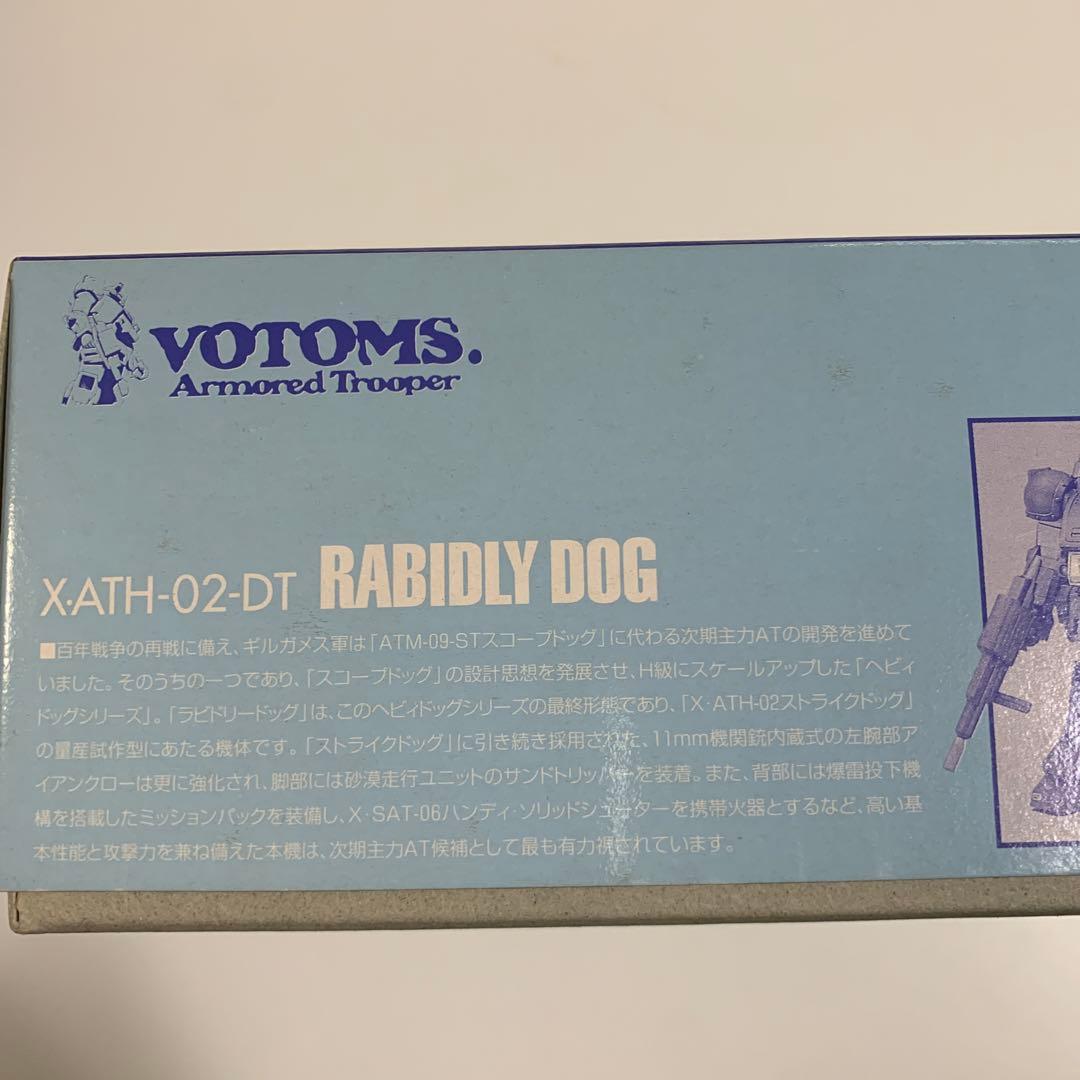 VOTOMS.
Armored Trooper
X·ATH-02-DT RABIDLY DOG
■百年戦争の再戦に備え、ギルガメス軍は「ATM-09-STスコープドッグ」に代わる次期主力ATの開発を進めて
いました。そのうちの一つであり、「スコープドッグ」の設計思想を発展させ、H級にスケールアップした「ヘビィ
ドッグシリーズ」。「ラビドリードッグ」は、このヘビィドッグシリーズの最終形態であり、「X·ATH-02ストライクドッグ」
の量産試作型にあたる機体です。「ストライクドッグ」に引き続き採用された、11mm機関銃内蔵式の左腕部ア
イアンクローは更に強化され、脚部には砂漠走行ユニットのサンドトリッパーを装着。また、背部には爆雷投下機
構を搭載したミッションパックを装備し、X·SAT-06ハンディ·ソリッドシューターを携帯火器とするなど、高い基
本性能と攻撃力を兼ね備えた本機は、次期主力AT候補として最も有力視されています。